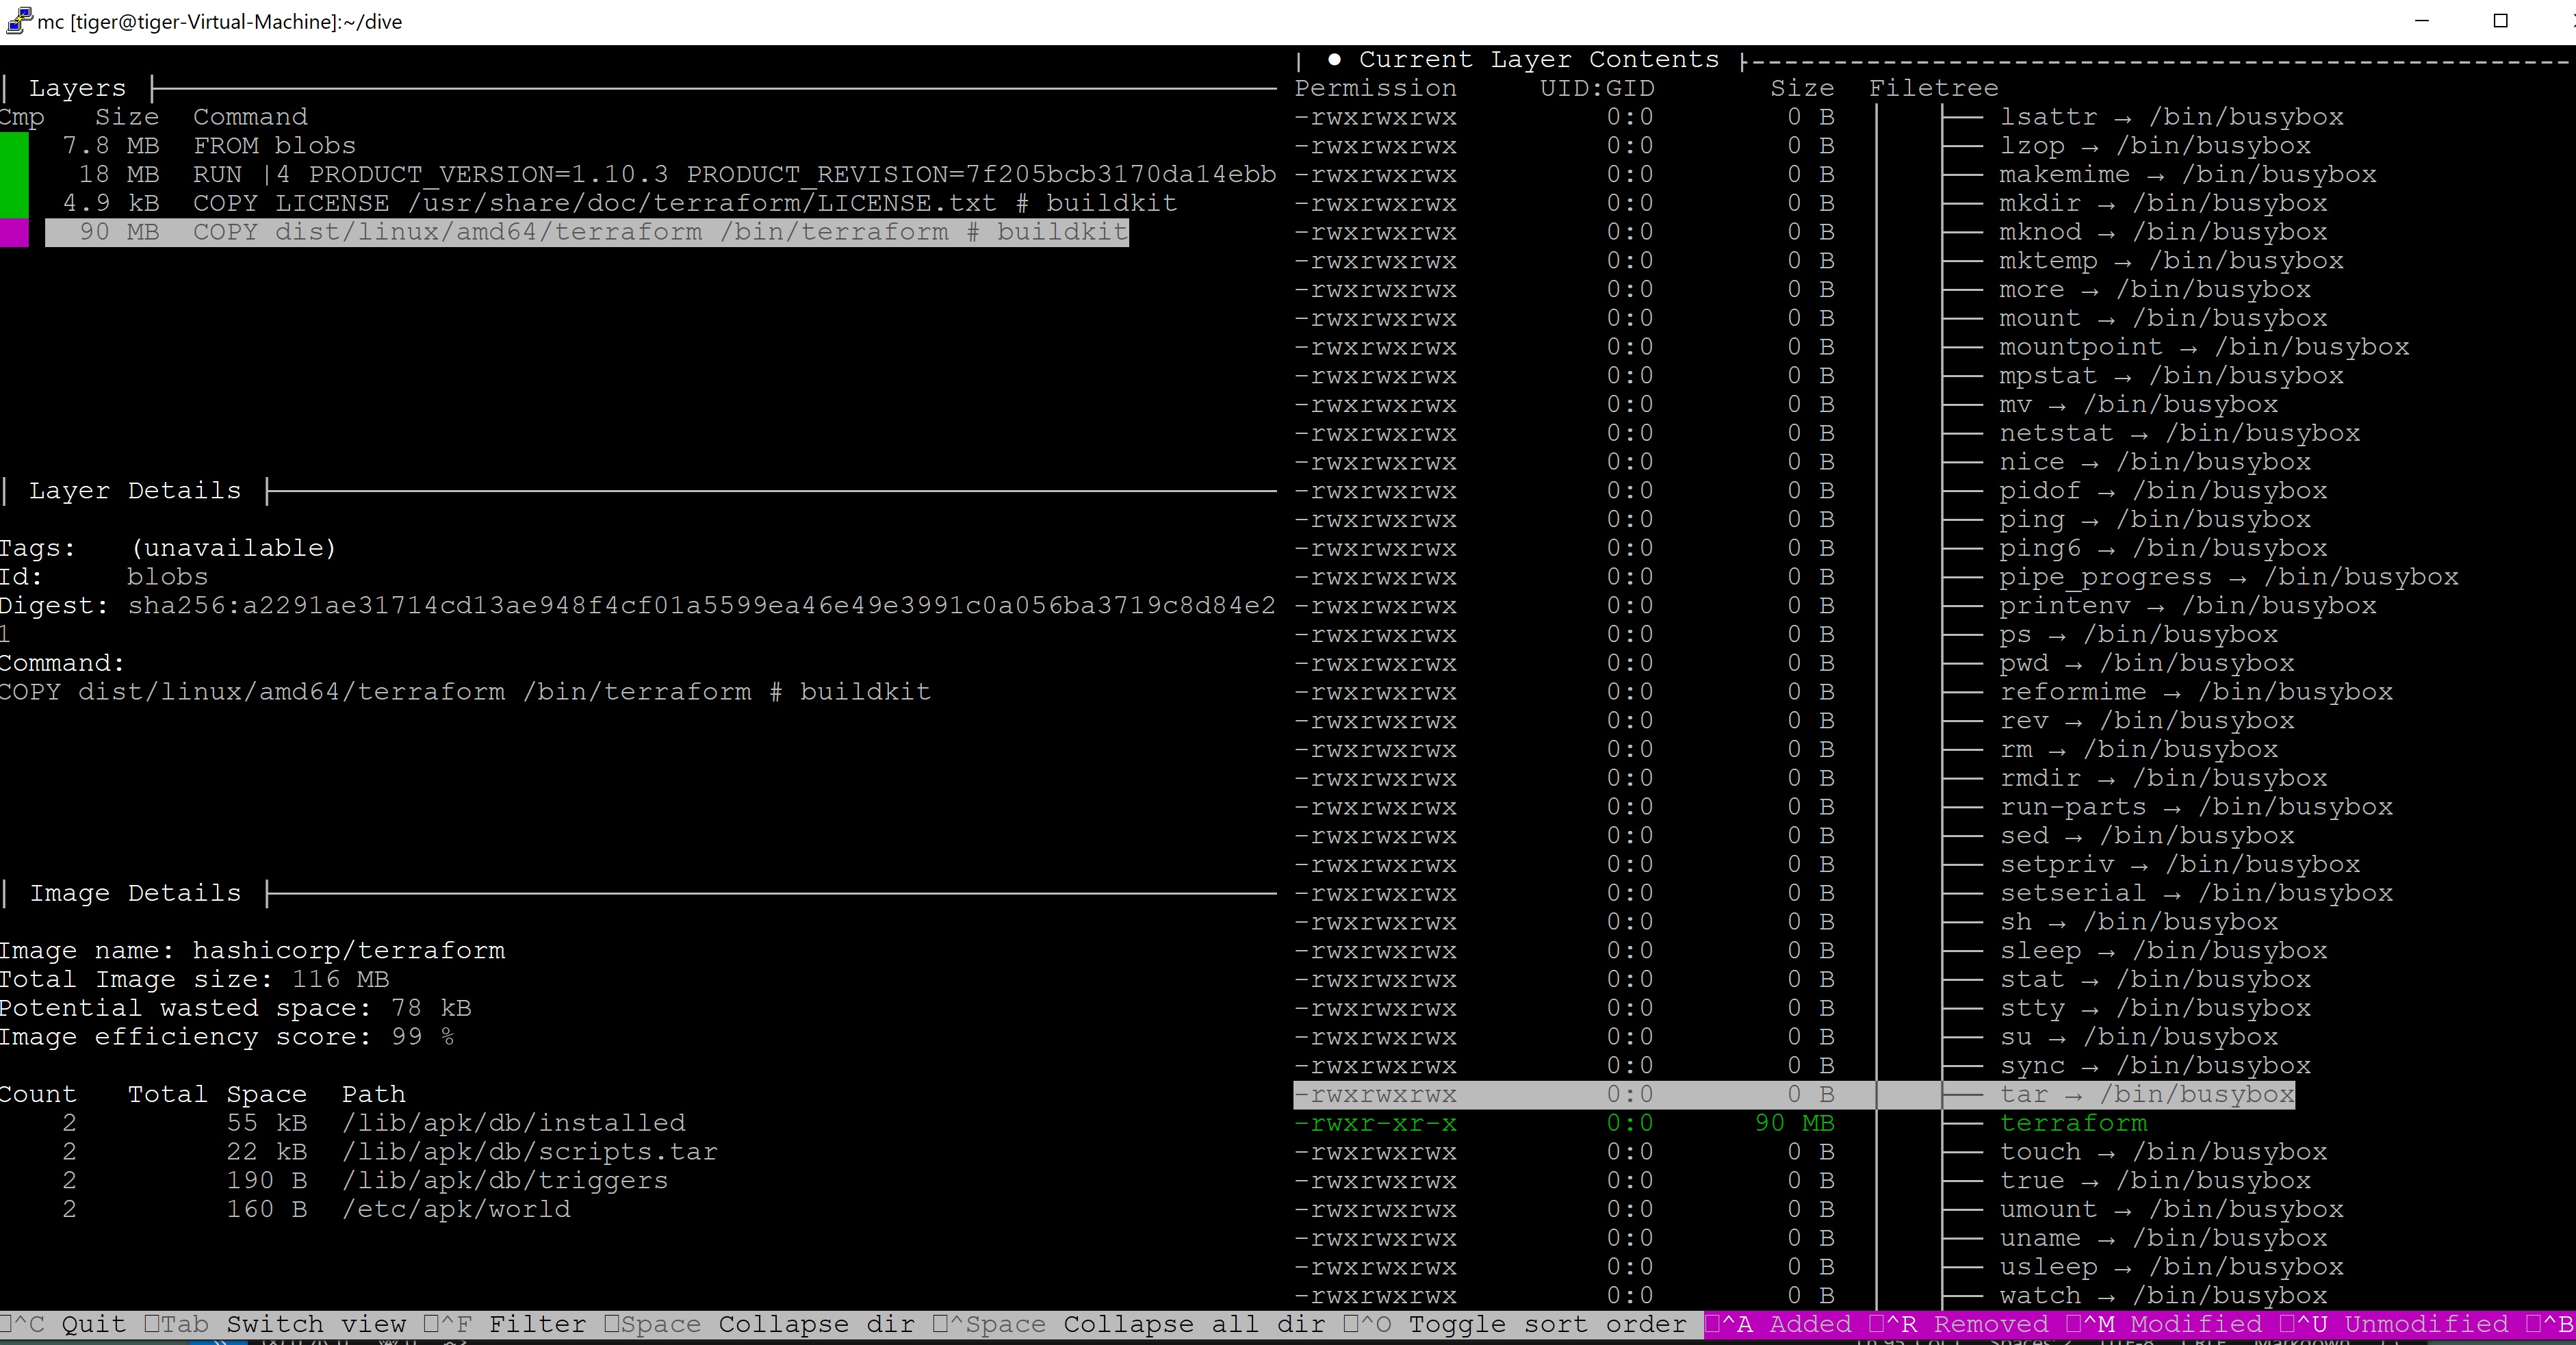 mc [tiger@tiger-Virtual-Machine]:~/dive
Layers
Cmp Size Command
7.8 MB FROM blobs
18 MB RUN |4 PRODUCT_VERSION=1.10.3 PRODUCT_REVISION=7f205bcb3170da14ebb
4.9 kB COPY LICENSE /usr/share/doc/terraform/LICENSE.txt # buildkit
90 MB COPY dist/linux/amd64/terraform /bin/terraform # buildkit
Layer Details
Tags: (unavailable)
Id: blobs
Digest: sha256:a2291ae31714cd13ae948f4cf01a5599ea46e49e3991c0a056ba3719c8d84e2
1
Command:
COPY dist/linux/amd64/terraform /bin/terraform # buildkit
Image Details
Image name: hashicorp/terraform
Total Image size: 116 MB
Potential wasted space: 78 kB
Image efficiency score: 99 %
Count Total Space Path
2 55 kB /lib/apk/db/installed
2 22 kB /lib/apk/db/scripts.tar
2 190 B /lib/apk/db/triggers
2 160 B /etc/apk/world
● Current Layer Contents
Permission UID:GID Size Filetree
-rwxrwxrwx 0:0 0 B ├── lsattr → /bin/busybox
-rwxrwxrwx 0:0 0 B ├── lzop → /bin/busybox
-rwxrwxrwx 0:0 0 B ├── makemime → /bin/busybox
-rwxrwxrwx 0:0 0 B ├── mkdir → /bin/busybox
-rwxrwxrwx 0:0 0 B ├── mknod → /bin/busybox
-rwxrwxrwx 0:0 0 B ├── mktemp → /bin/busybox
-rwxrwxrwx 0:0 0 B ├── more → /bin/busybox
-rwxrwxrwx 0:0 0 B ├── mount → /bin/busybox
-rwxrwxrwx 0:0 0 B ├── mountpoint → /bin/busybox
-rwxrwxrwx 0:0 0 B ├── mpstat → /bin/busybox
-rwxrwxrwx 0:0 0 B ├── mv → /bin/busybox
-rwxrwxrwx 0:0 0 B ├── netstat → /bin/busybox
-rwxrwxrwx 0:0 0 B ├── nice → /bin/busybox
-rwxrwxrwx 0:0 0 B ├── pidof → /bin/busybox
-rwxrwxrwx 0:0 0 B ├── ping → /bin/busybox
-rwxrwxrwx 0:0 0 B ├── ping6 → /bin/busybox
-rwxrwxrwx 0:0 0 B ├── pipe_progress → /bin/busybox
-rwxrwxrwx 0:0 0 B ├── printenv → /bin/busybox
-rwxrwxrwx 0:0 0 B ├── ps → /bin/busybox
-rwxrwxrwx 0:0 0 B ├── pwd → /bin/busybox
-rwxrwxrwx 0:0 0 B ├── reformime → /bin/busybox
-rwxrwxrwx 0:0 0 B ├── rev → /bin/busybox
-rwxrwxrwx 0:0 0 B ├── rm → /bin/busybox
-rwxrwxrwx 0:0 0 B ├── rmdir → /bin/busybox
-rwxrwxrwx 0:0 0 B ├── run-parts → /bin/busybox
-rwxrwxrwx 0:0 0 B ├── sed → /bin/busybox
-rwxrwxrwx 0:0 0 B ├── setpriv → /bin/busybox
-rwxrwxrwx 0:0 0 B ├── setserial → /bin/busybox
-rwxrwxrwx 0:0 0 B ├── sh → /bin/busybox
-rwxrwxrwx 0:0 0 B ├── sleep → /bin/busybox
-rwxrwxrwx 0:0 0 B ├── stat → /bin/busybox
-rwxrwxrwx 0:0 0 B ├── stty → /bin/busybox
-rwxrwxrwx 0:0 0 B ├── su → /bin/busybox
-rwxrwxrwx 0:0 0 B ├── sync → /bin/busybox
-rwxrwxrwx 0:0 0 B ├── tar → /bin/busybox
-rwxr-xr-x 0:0 90 MB ├── terraform
-rwxrwxrwx 0:0 0 B ├── touch → /bin/busybox
-rwxrwxrwx 0:0 0 B ├── true → /bin/busybox
-rwxrwxrwx 0:0 0 B ├── umount → /bin/busybox
-rwxrwxrwx 0:0 0 B ├── uname → /bin/busybox
-rwxrwxrwx 0:0 0 B ├── usleep → /bin/busybox
-rwxrwxrwx 0:0 0 B ├── watch → /bin/busybox
^C Quit Tab Switch view ^F Filter Space Collapse dir ^Space Collapse all dir ^O Toggle sort order ^A Added ^R Removed ^M Modified ^U Unmodified ^B